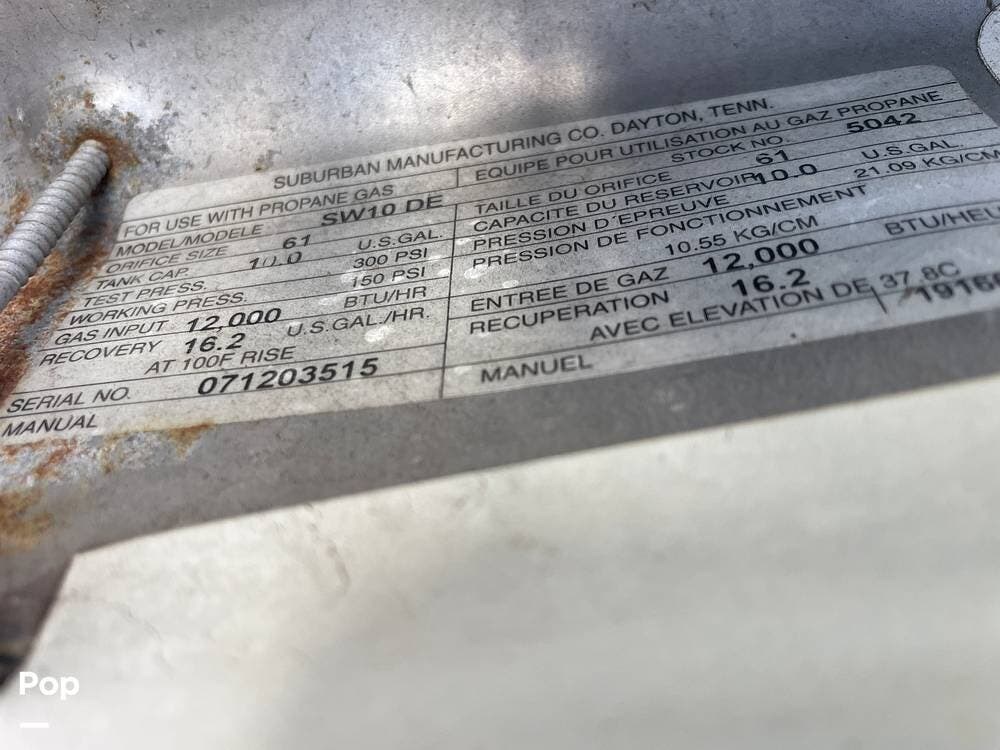 SUBURBAN MANUFACTURING CO. DAYTON, TENN.
FOR USE WITH PROPANE GAS
MODEL/MODELE SW10 DE
ORIFICE SIZE 61
TANK CAP. 10.0 U.S.GAL.
TEST PRESS. 300 PSI
WORKING PRESS. 150 PSI
GAS INPUT 12,000 BTU/HR
RECOVERY 16.2 U.S.GAL./HR.
AT 100F RISE
SERIAL NO. 071203515
MANUAL
EQUIPE POUR UTILISATION AU GAZ PROPANE
STOCK NO. 5042
TAILLE DU ORIFICE 61
CAPACITE DU RESERVOIR 10.0 U.S.GAL.
PRESSION D'EPREUVE 21.09 KG/CM
PRESSION DE FONCTIONNEMENT
10.55 KG/CM
ENTREE DE GAZ 12,000 BTU/HEU
RECUPERATION 16.2
AVEC ELEVATION DE 37.8C
MANUEL
Pop